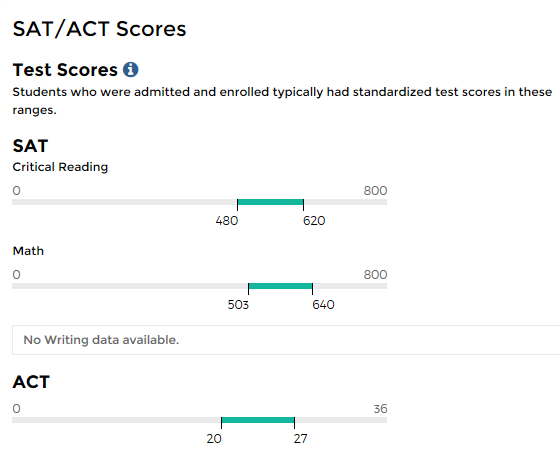 SAT/ACT Scores
Test Scores
Students who were admitted and enrolled typically had standardized test scores in these
ranges.
SAT
Critical Reading
0 800
480 620
Math
0 800
503 640
No Writing data available.
ACT
0 36
20 27